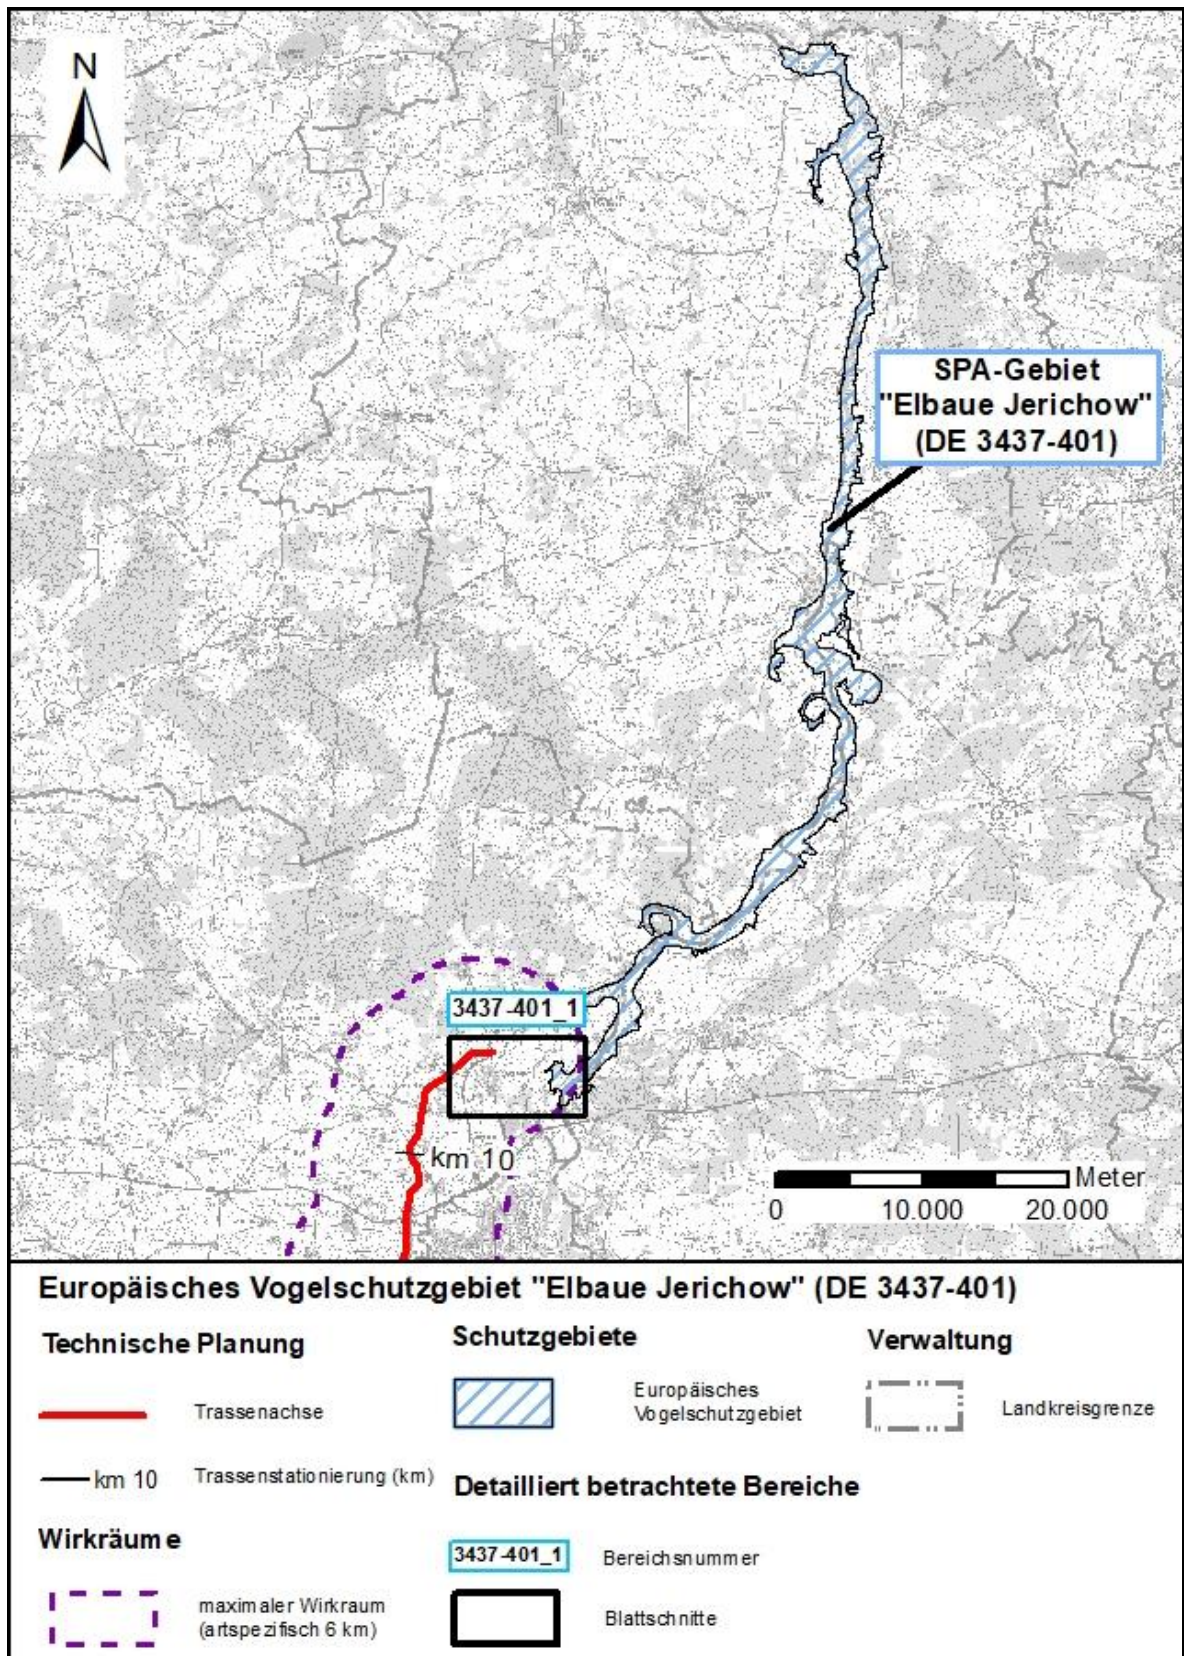 N
SPA-Gebiet
"Elbaue Jerichow"
(DE 3437-401)
3437-401_1
km 10
Meter
0 10.000 20.000
Europäisches Vogelschutzgebiet "Elbaue Jerichow" (DE 3437-401)
Technische Planung
Trassenachse
km 10 Trassenstationierung (km)
Wirkräume
maximaler Wirkraum
(artspezifisch 6 km)
Schutzgebiete
Europäisches
Vogelschutzgebiet
Detailliert betrachtete Bereiche
3437-401_1 Bereichsnummer
Blattschnitte
Verwaltung
Landkreisgrenze